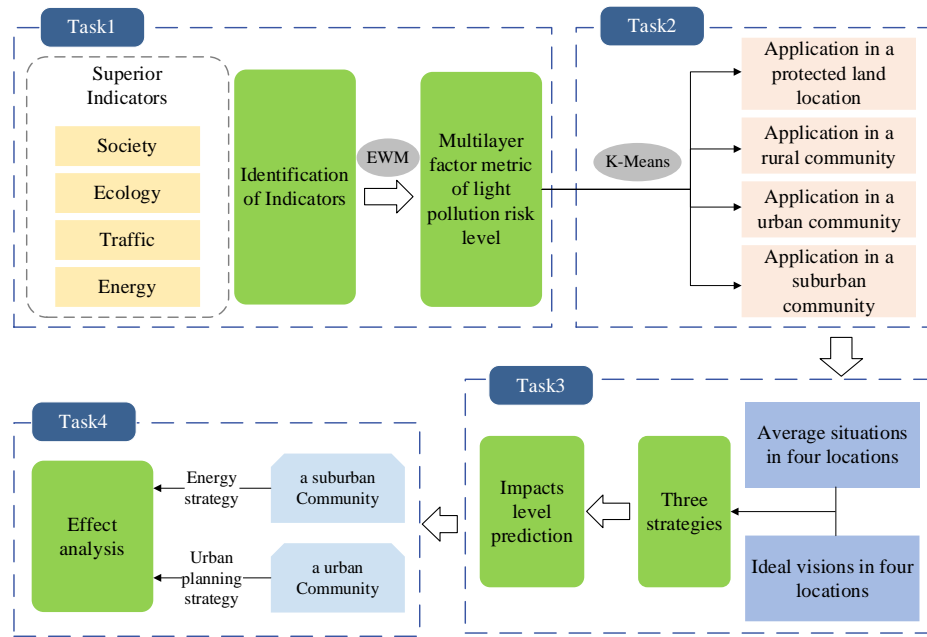 Task1
Superior
Indicators
Society
Ecology
Traffic
Energy
Identification
of Indicators
EWM
Multilayer
factor metric
of light
pollution risk
level
Task2
K-Means
Application in a
protected land
location
Application in a
rural community
Application in a
urban community
Application in a
suburban
community
Task3
Average situations
in four locations
Ideal visions in four
locations
Three
strategies
Impacts
level
prediction
Task4
a suburban
Community
a urban
Community
Energy
strategy
Urban
planning
strategy
Effect
analysis